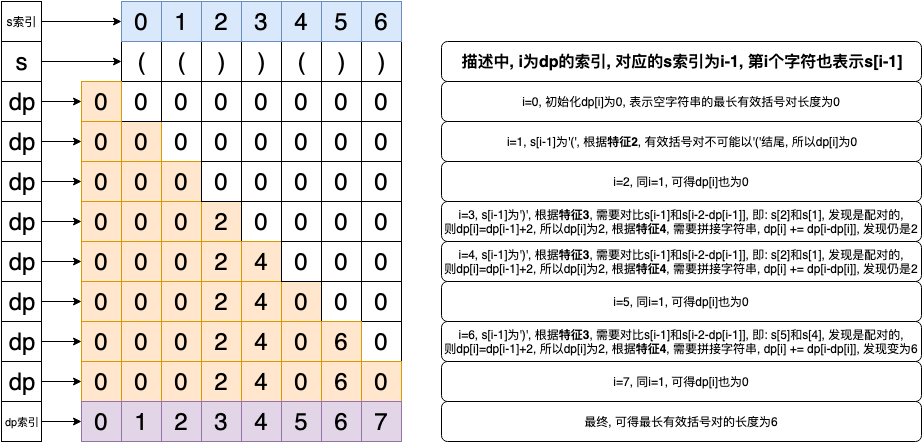 s索引 0 1 2 3 4 5 6
s ( ( ) ) ( ) )
描述中, i为dp的索引, 对应的s索引为i-1, 第i个字符也表示s[i-1]
dp 0 0 0 0 0 0 0 0
i=0, 初始化dp[i]为0, 表示空字符串的最长有效括号对长度为0
dp 0 0 0 0 0 0 0 0
i=1, s[i-1]为'(', 根据特征2, 有效括号对不可能以'('结尾, 所以dp[i]为0
dp 0 0 0 0 0 0 0 0
i=2, 同i=1, 可得dp[i]也为0
dp 0 0 0 2 0 0 0 0
i=3, s[i-1]为')', 根据特征3, 需要对比s[i-1]和s[i-2-dp[i-1]], 即: s[2]和s[1], 发现是配对的,
则dp[i]=dp[i-1]+2, 所以dp[i]为2, 根据特征4, 需要拼接字符串, dp[i] += dp[i-dp[i]], 发现仍是2
dp 0 0 0 2 4 0 0 0
i=4, s[i-1]为')', 根据特征3, 需要对比s[i-1]和s[i-2-dp[i-1]], 即: s[2]和s[1], 发现是配对的,
则dp[i]=dp[i-1]+2, 所以dp[i]为2, 根据特征4, 需要拼接字符串, dp[i] += dp[i-dp[i]], 发现仍是2
dp 0 0 0 2 4 0 0 0
i=5, 同i=1, 可得dp[i]也为0
dp 0 0 0 2 4 0 6 0
i=6, s[i-1]为')', 根据特征3, 需要对比s[i-1]和s[i-2-dp[i-1]], 即: s[5]和s[4], 发现是配对的,
则dp[i]=dp[i-1]+2, 所以dp[i]为2, 根据特征4, 需要拼接字符串, dp[i] += dp[i-dp[i]], 发现变为6
dp 0 0 0 2 4 0 6 0
i=7, 同i=1, 可得dp[i]也为0
dp索引 0 1 2 3 4 5 6 7
最终, 可得最长有效括号对的长度为6